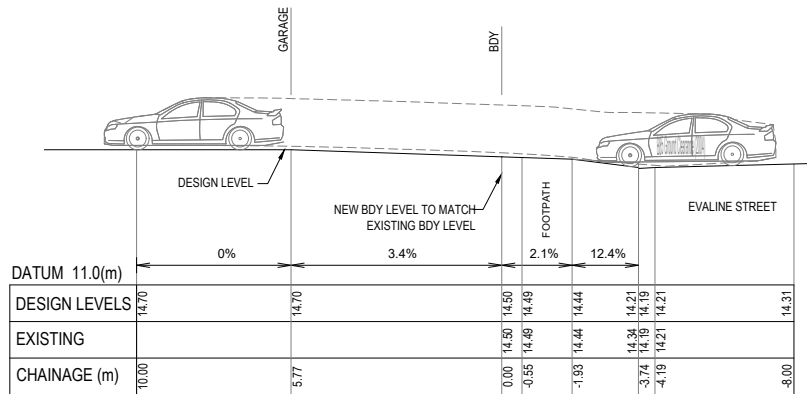 GARAGE
BDY
DESIGN LEVEL
NEW BDY LEVEL TO MATCH
EXISTING BDY LEVEL
FOOTPATH
EVALINE STREET
0%
3.4%
2.1%
12.4%
DATUM 11.0(m)
DESIGN LEVELS 14.70 14.70 14.50 14.49 14.44 14.21 14.19 14.21 14.31
EXISTING 14.50 14.49 14.44 14.34 14.19 14.21
CHAINAGE (m) 10.00 5.77 0.00 -0.55 -1.93 -3.74 -4.19 -8.00